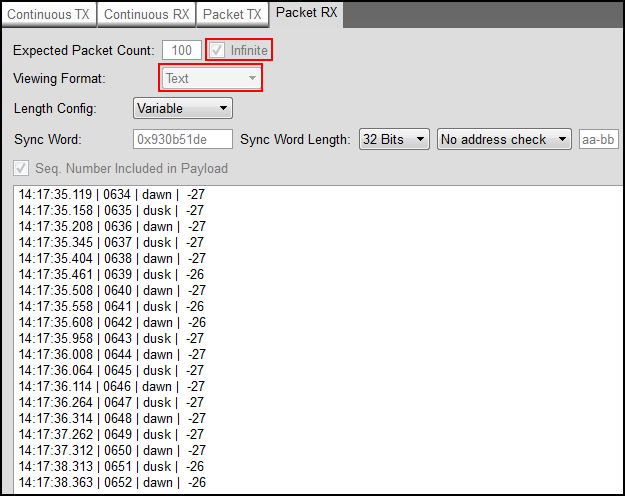 Continuous TX Continuous RX Packet TX Packet RX
Expected Packet Count: 100 Infinite
Viewing Format: Text
Length Config: Variable
Sync Word: 0x930b51de Sync Word Length: 32 Bits No address check aa-bb
Seq. Number Included in Payload
14:17:35.119 | 0634 | dawn | -27
14:17:35.158 | 0635 | dusk | -27
14:17:35.208 | 0636 | dawn | -27
14:17:35.345 | 0637 | dusk | -27
14:17:35.404 | 0638 | dawn | -27
14:17:35.461 | 0639 | dusk | -26
14:17:35.508 | 0640 | dawn | -27
14:17:35.558 | 0641 | dusk | -26
14:17:35.608 | 0642 | dawn | -26
14:17:35.958 | 0643 | dusk | -27
14:17:36.008 | 0644 | dawn | -27
14:17:36.064 | 0645 | dusk | -27
14:17:36.114 | 0646 | dawn | -27
14:17:36.264 | 0647 | dusk | -27
14:17:36.314 | 0648 | dawn | -27
14:17:37.262 | 0649 | dusk | -27
14:17:37.312 | 0650 | dawn | -27
14:17:38.313 | 0651 | dusk | -26
14:17:38.363 | 0652 | dawn | -26